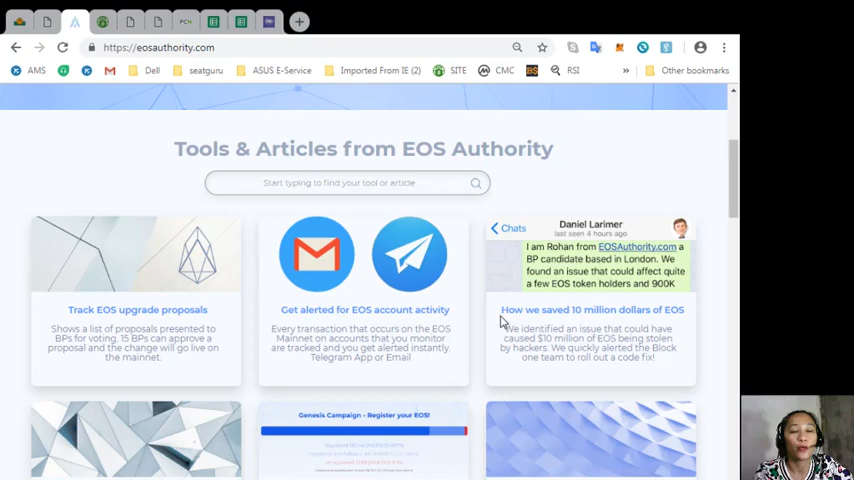 PCN
https://eosauthority.com
AMS
Dell
seatguru
ASUS E-Service
Imported From IE (2)
SITE
CMC
RSI
»
Other bookmarks
Tools & Articles from EOS Authority
Start typing to find your tool or article
Track EOS upgrade proposals
Shows a list of proposals presented to
BPs for voting. 15 BPs can approve a
proposal and the change will go live on
the mainnet.
Get alerted for EOS account activity
Every transaction that occurs on the EOS
Mainnet on accounts that you monitor
are tracked and you get alerted instantly.
Telegram App or Email
Chats
Daniel Larimer
last seen 4 hours ago
I am Rohan from EOSAuthority.com a
BP candidate based in London. We
found an issue that could affect quite
a few EOS token holders and 900K
How we saved 10 million dollars of EOS
We identified an issue that could have
caused $10 million of EOS being stolen
by hackers. We quickly alerted the Block
one team to roll out a code fix!
Genesis Campaign - Register your EOS!